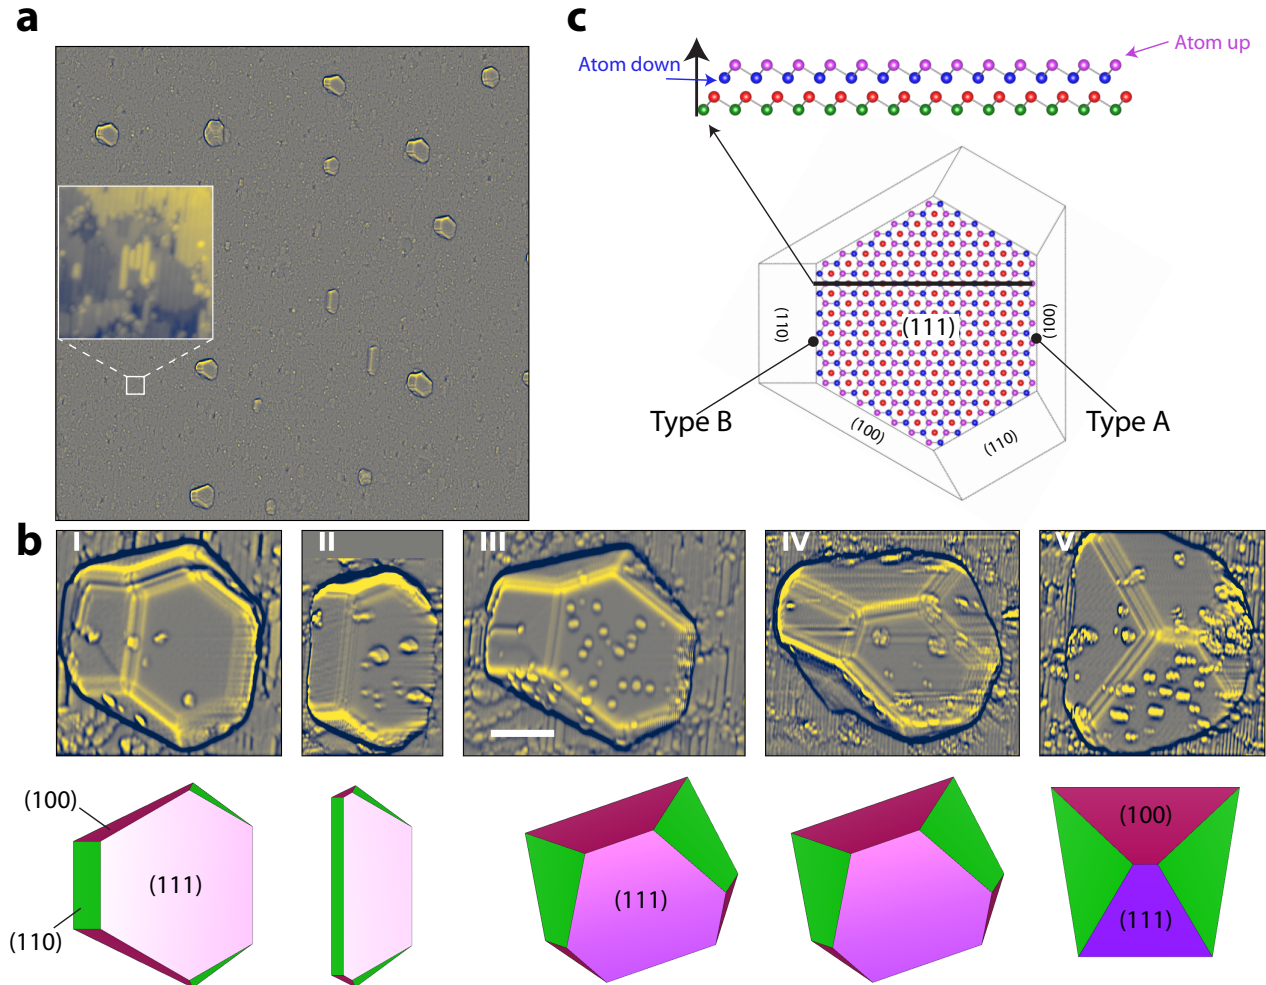 a
c
Atom up
Atom down
(111)
(110)
(100)
Type B
Type A
(100)
(110)
b
I
II
III
IV
V
(100)
(111)
(110)
(111)
(100)
(111)